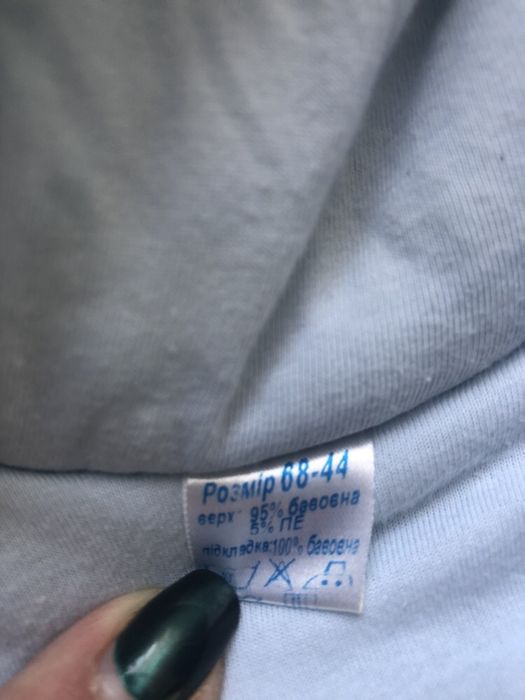 Розмір 68-44
верх 95% бавовна
5% ПЕ
підкладка:100% бавовна